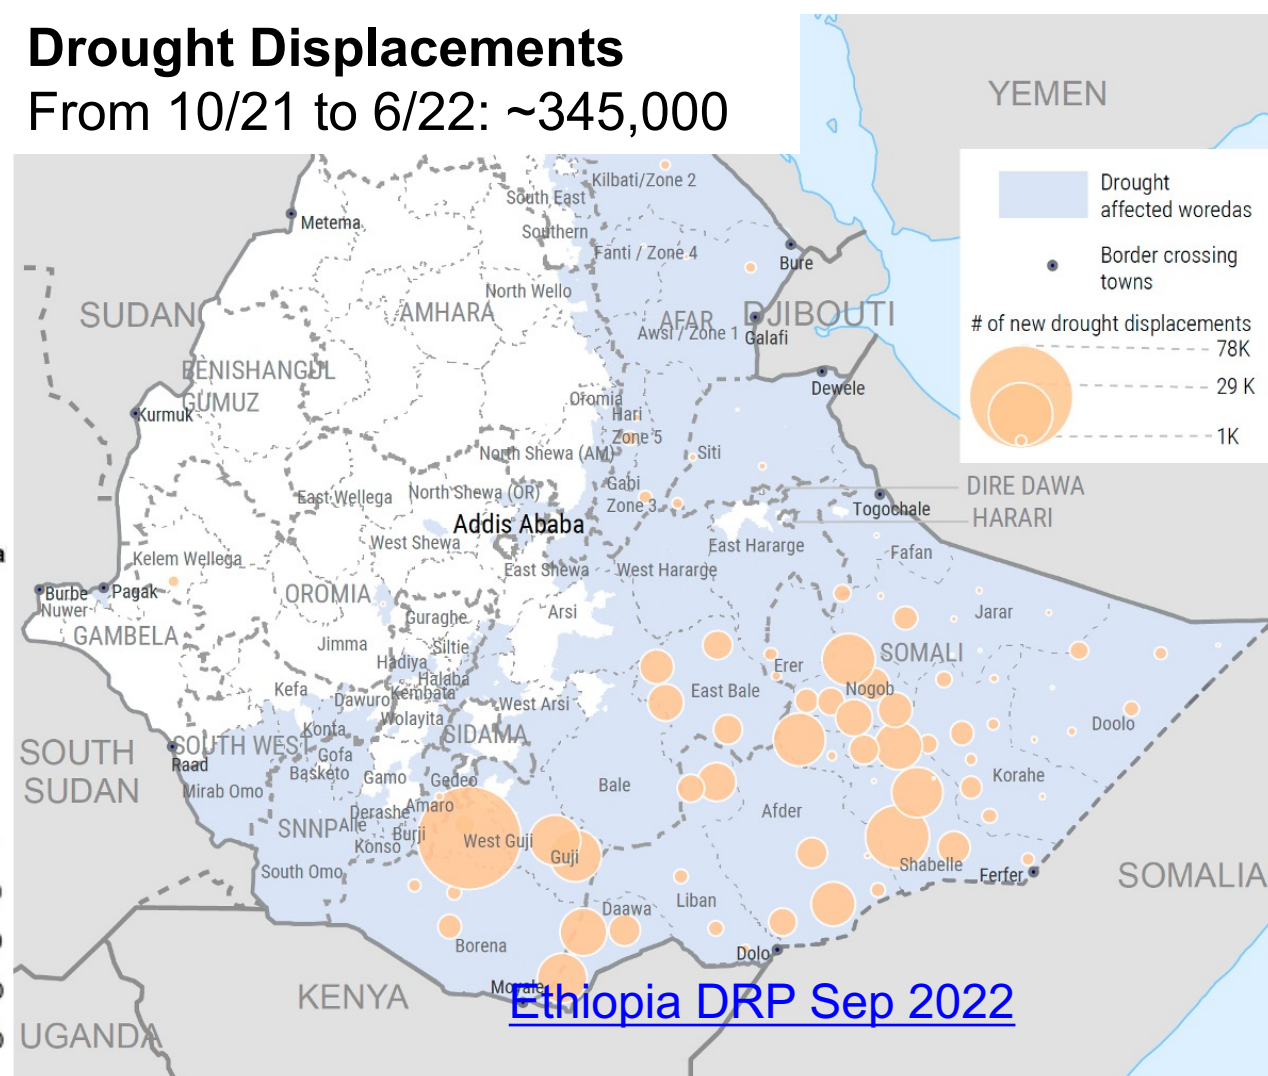 Drought Displacements
From 10/21 to 6/22: ~345,000
YEMEN
Drought
affected woredas
Border crossing
towns
# of new drought displacements
78K
29 K
1K
Kilbati/Zone 2
South East
Metema
Southern
Fanti / Zone 4
Bure
North Wello
SUDAN
AMHARA
AFAR
DJIBOUTI
Awsi / Zone 1
Galafi
BENISHANGUL
GUMUZ
Dewele
Oromia
Kurmuk
Hari
Zone 5
North Shewa (AM)
Siti
Gabi
Zone 3
East Wellega
North Shewa (OR)
DIRE DAWA
Togochale
HARARI
Addis Ababa
West Shewa
East Hararge
Fafan
Kelem Wellega
East Shewa
West Hararge
Burbe
Pagak
Nuwer
OROMIA
Guraghe
Arsi
Jarar
GAMBELA
Jimma
Siltie
Hadiya
SOMALI
Erer
Halaba
Kefa
Kembata
Dawuro
West Arsi
East Bale
Nogob
Wolayita
Doolo
Konta
SIDAMA
SOUTH WEST
SOUTH
SUDAN
Raad
Gofa
Basketo
Gamo
Gedeo
Bale
Korahe
Mirab Omo
Amaro
Derashe
Afder
SNNP
Alle
Burji
West Guji
Konso
Guji
Shabelle
South Omo
Ferfer
SOMALIA
Liban
Daawa
Borena
Dolo
Moyale
KENYA
Ethiopia DRP Sep 2022
UGANDA